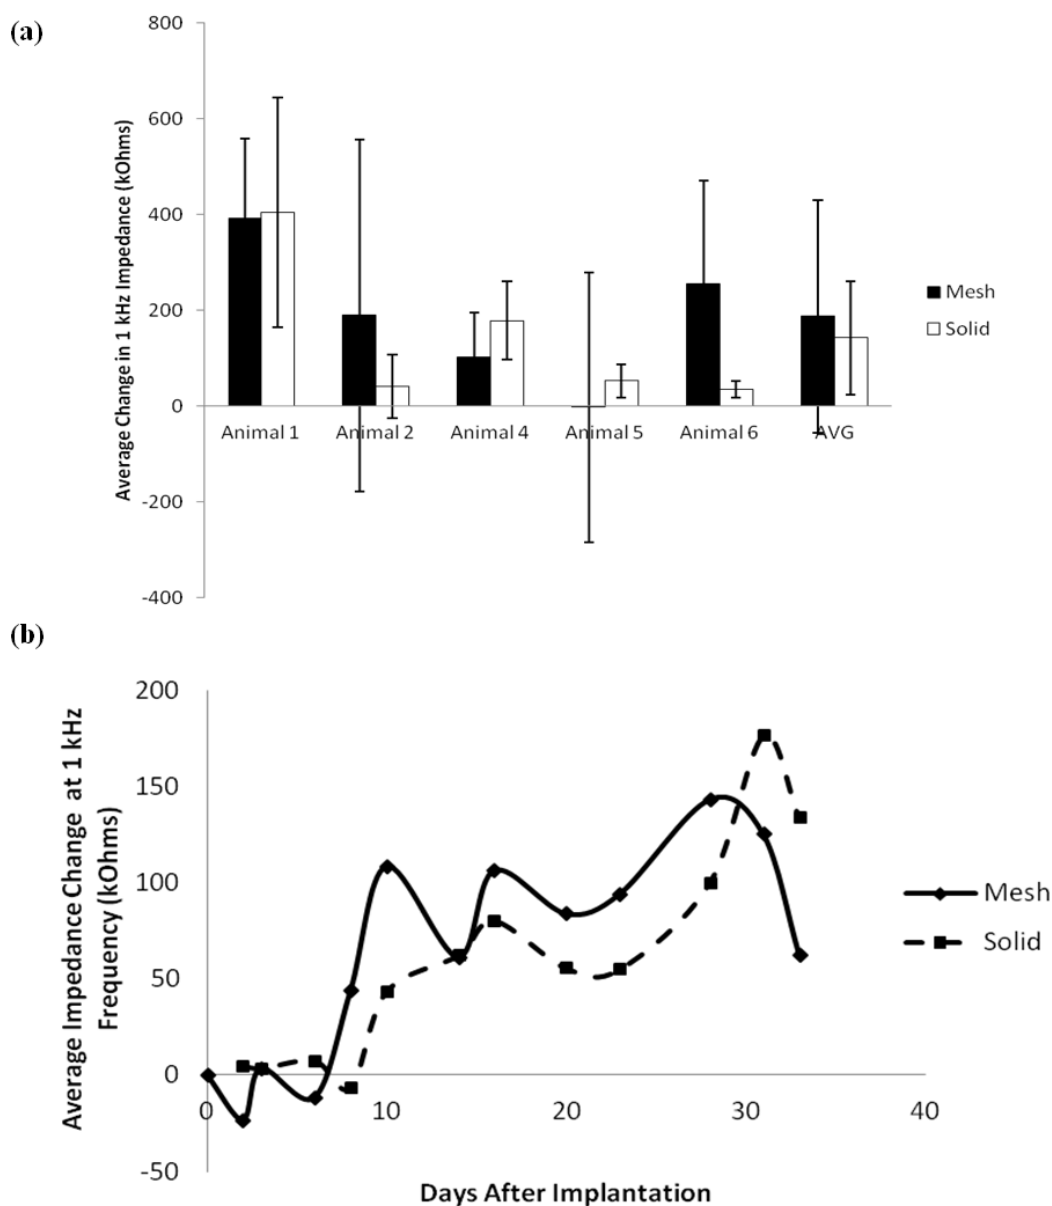 (a)
Average Change in 1 kHz Impedance (kOhms)
800
600
400
200
0
-200
-400
Animal 1
Animal 2
Animal 4
Animal 5
Animal 6
AVG
Mesh
Solid
(b)
Average Impedance Change at 1 kHz
Frequency (kOhms)
200
150
100
50
0
-50
0
10
20
30
40
Mesh
Solid
Days After Implantation